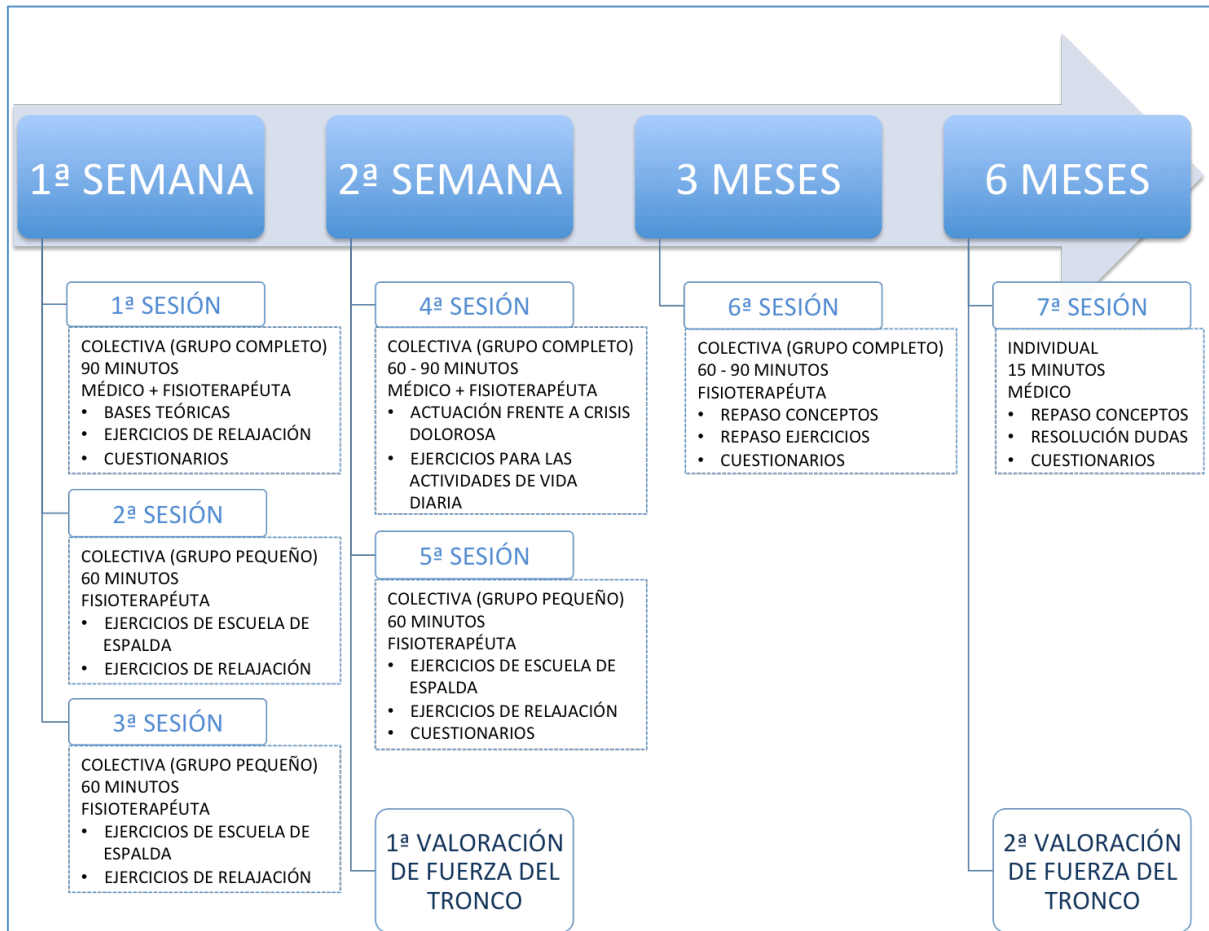 1ª SEMANA
1ª SESIÓN
COLECTIVA (GRUPO COMPLETO)
90 MINUTOS
MÉDICO + FISIOTERAPÉUTA
• BASES TEÓRICAS
• EJERCICIOS DE RELAJACIÓN
• CUESTIONARIOS
2ª SESIÓN
COLECTIVA (GRUPO PEQUEÑO)
60 MINUTOS
FISIOTERAPÉUTA
• EJERCICIOS DE ESCUELA DE
ESPALDA
• EJERCICIOS DE RELAJACIÓN
3ª SESIÓN
COLECTIVA (GRUPO PEQUEÑO)
60 MINUTOS
FISIOTERAPÉUTA
• EJERCICIOS DE ESCUELA DE
ESPALDA
• EJERCICIOS DE RELAJACIÓN
2ª SEMANA
4ª SESIÓN
COLECTIVA (GRUPO COMPLETO)
60 - 90 MINUTOS
MÉDICO + FISIOTERAPÉUTA
• ACTUACIÓN FRENTE A CRISIS
DOLOROSA
• EJERCICIOS PARA LAS
ACTIVIDADES DE VIDA
DIARIA
5ª SESIÓN
COLECTIVA (GRUPO PEQUEÑO)
60 MINUTOS
FISIOTERAPÉUTA
• EJERCICIOS DE ESCUELA DE
ESPALDA
• EJERCICIOS DE RELAJACIÓN
• CUESTIONARIOS
1ª VALORACIÓN
DE FUERZA DEL
TRONCO
3 MESES
6ª SESIÓN
COLECTIVA (GRUPO COMPLETO)
60 - 90 MINUTOS
FISIOTERAPÉUTA
• REPASO CONCEPTOS
• REPASO EJERCICIOS
• CUESTIONARIOS
6 MESES
7ª SESIÓN
INDIVIDUAL
15 MINUTOS
MÉDICO
• REPASO CONCEPTOS
• RESOLUCIÓN DUDAS
• CUESTIONARIOS
2ª VALORACIÓN
DE FUERZA DEL
TRONCO